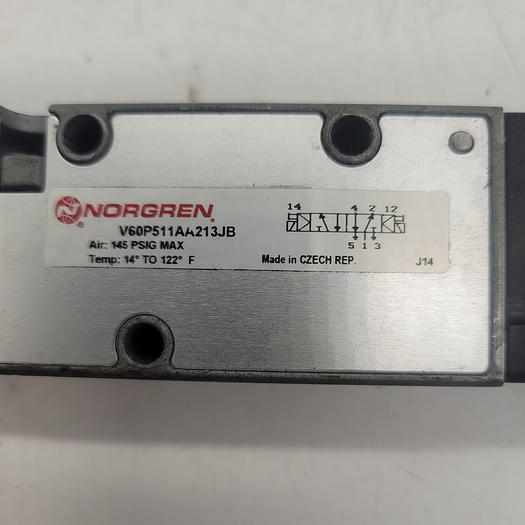 NORGREN
V60P511AA213JB
Air: 145 PSIG MAX
Temp: 14° TO 122° F
14 4 2 12
5 1 3
Made in CZECH REP.
J14